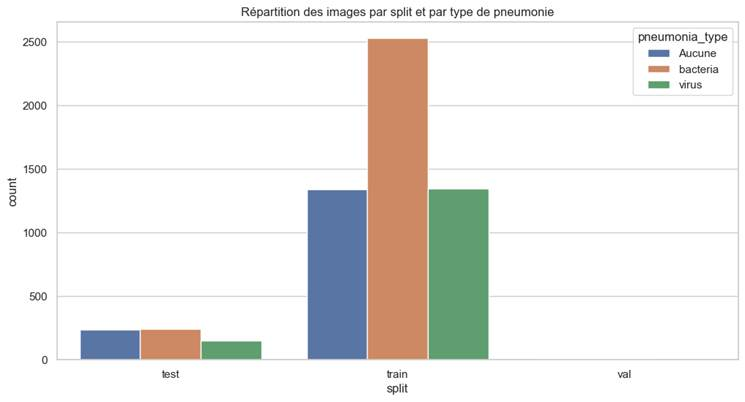 Répartition des images par split et par type de pneumonie
pneumonia_type
Aucune
bacteria
virus
count
2500
2000
1500
1000
500
0
test
train
val
split